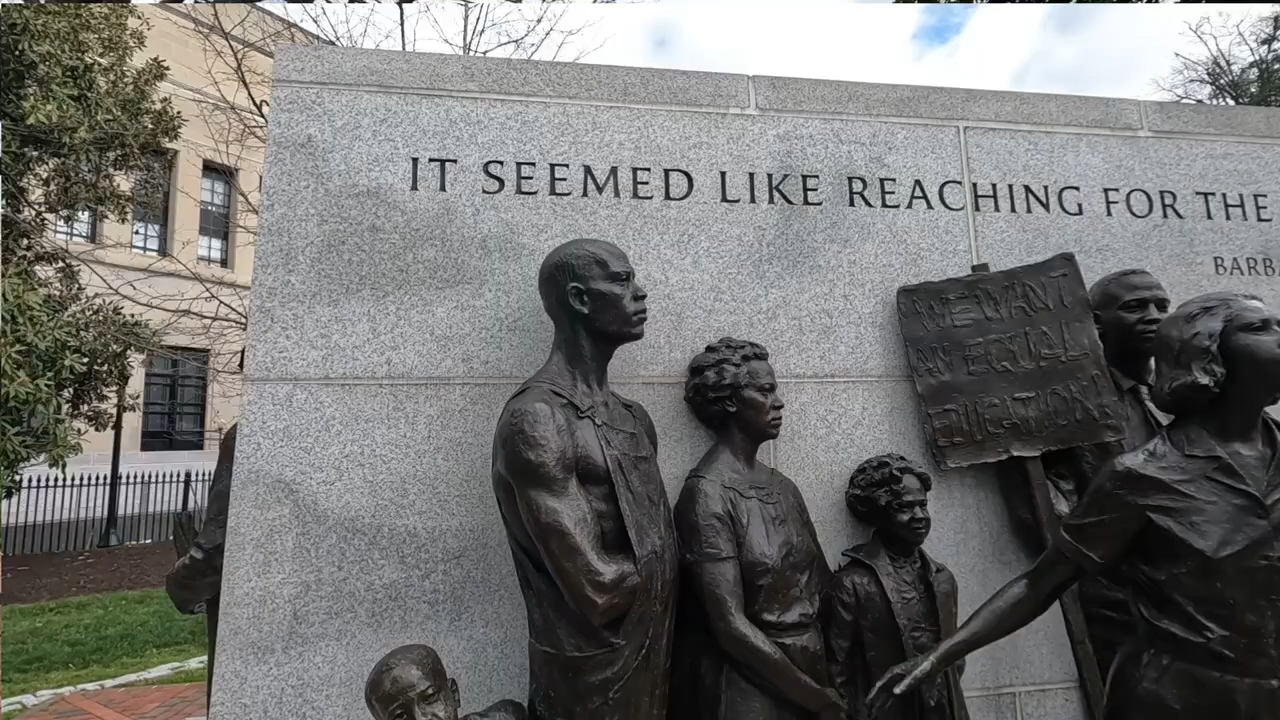 IT SEEMED LIKE REACHING FOR THE
BARBA
WE WANT
AN EQUAL
EDUCATION!